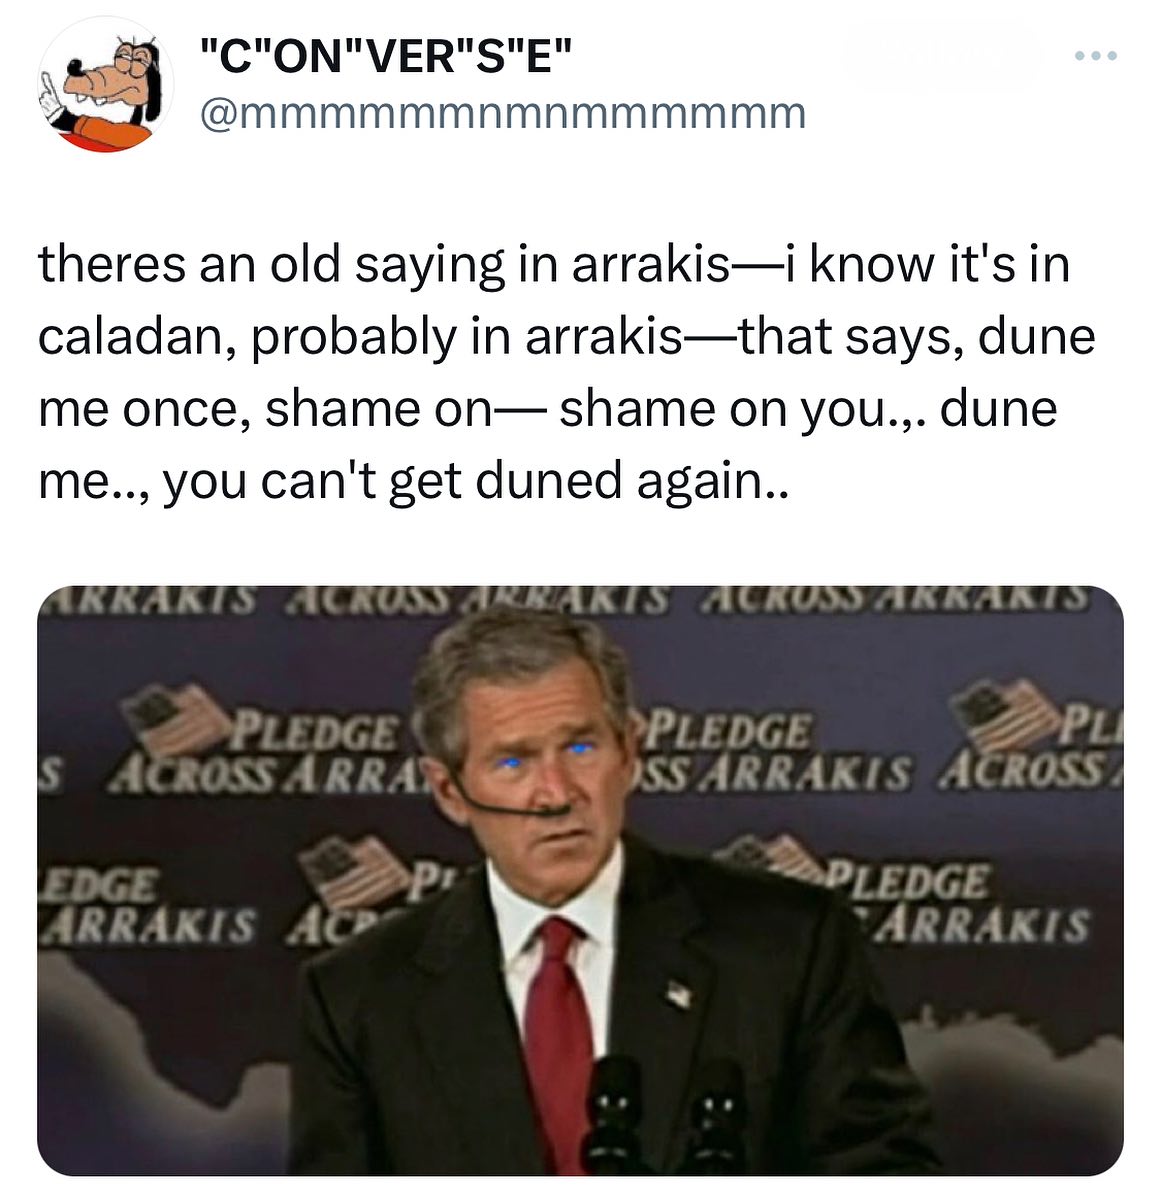 "C"ON"VER"S"E"
@mmmmmmnmnmmmmmm
theres an old saying in arrakis—i know it's in
caladan, probably in arrakis—that says, dune
me once, shame on— shame on you.,. dune
me.., you can't get duned again..
ARRAKIS ACROSS ARRAKIS ACROSS ARRAKIS
PLEDGE PLEDGE PL
S ACROSS ARRA SS ARRAKIS ACROSS
EDGE PL PLEDGE
ARRAKIS AC ARRAKIS